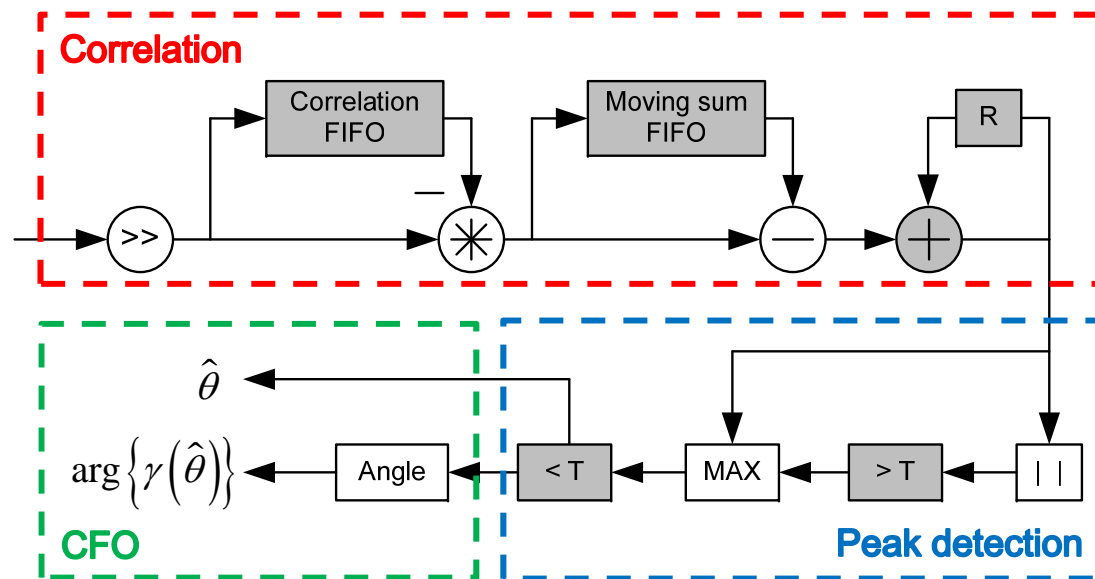 Correlation
Correlation
FIFO
Moving sum
FIFO
R
>>
θ̂
arg{γ(θ̂)}
Angle
< T
MAX
> T
| |
CFO
Peak detection